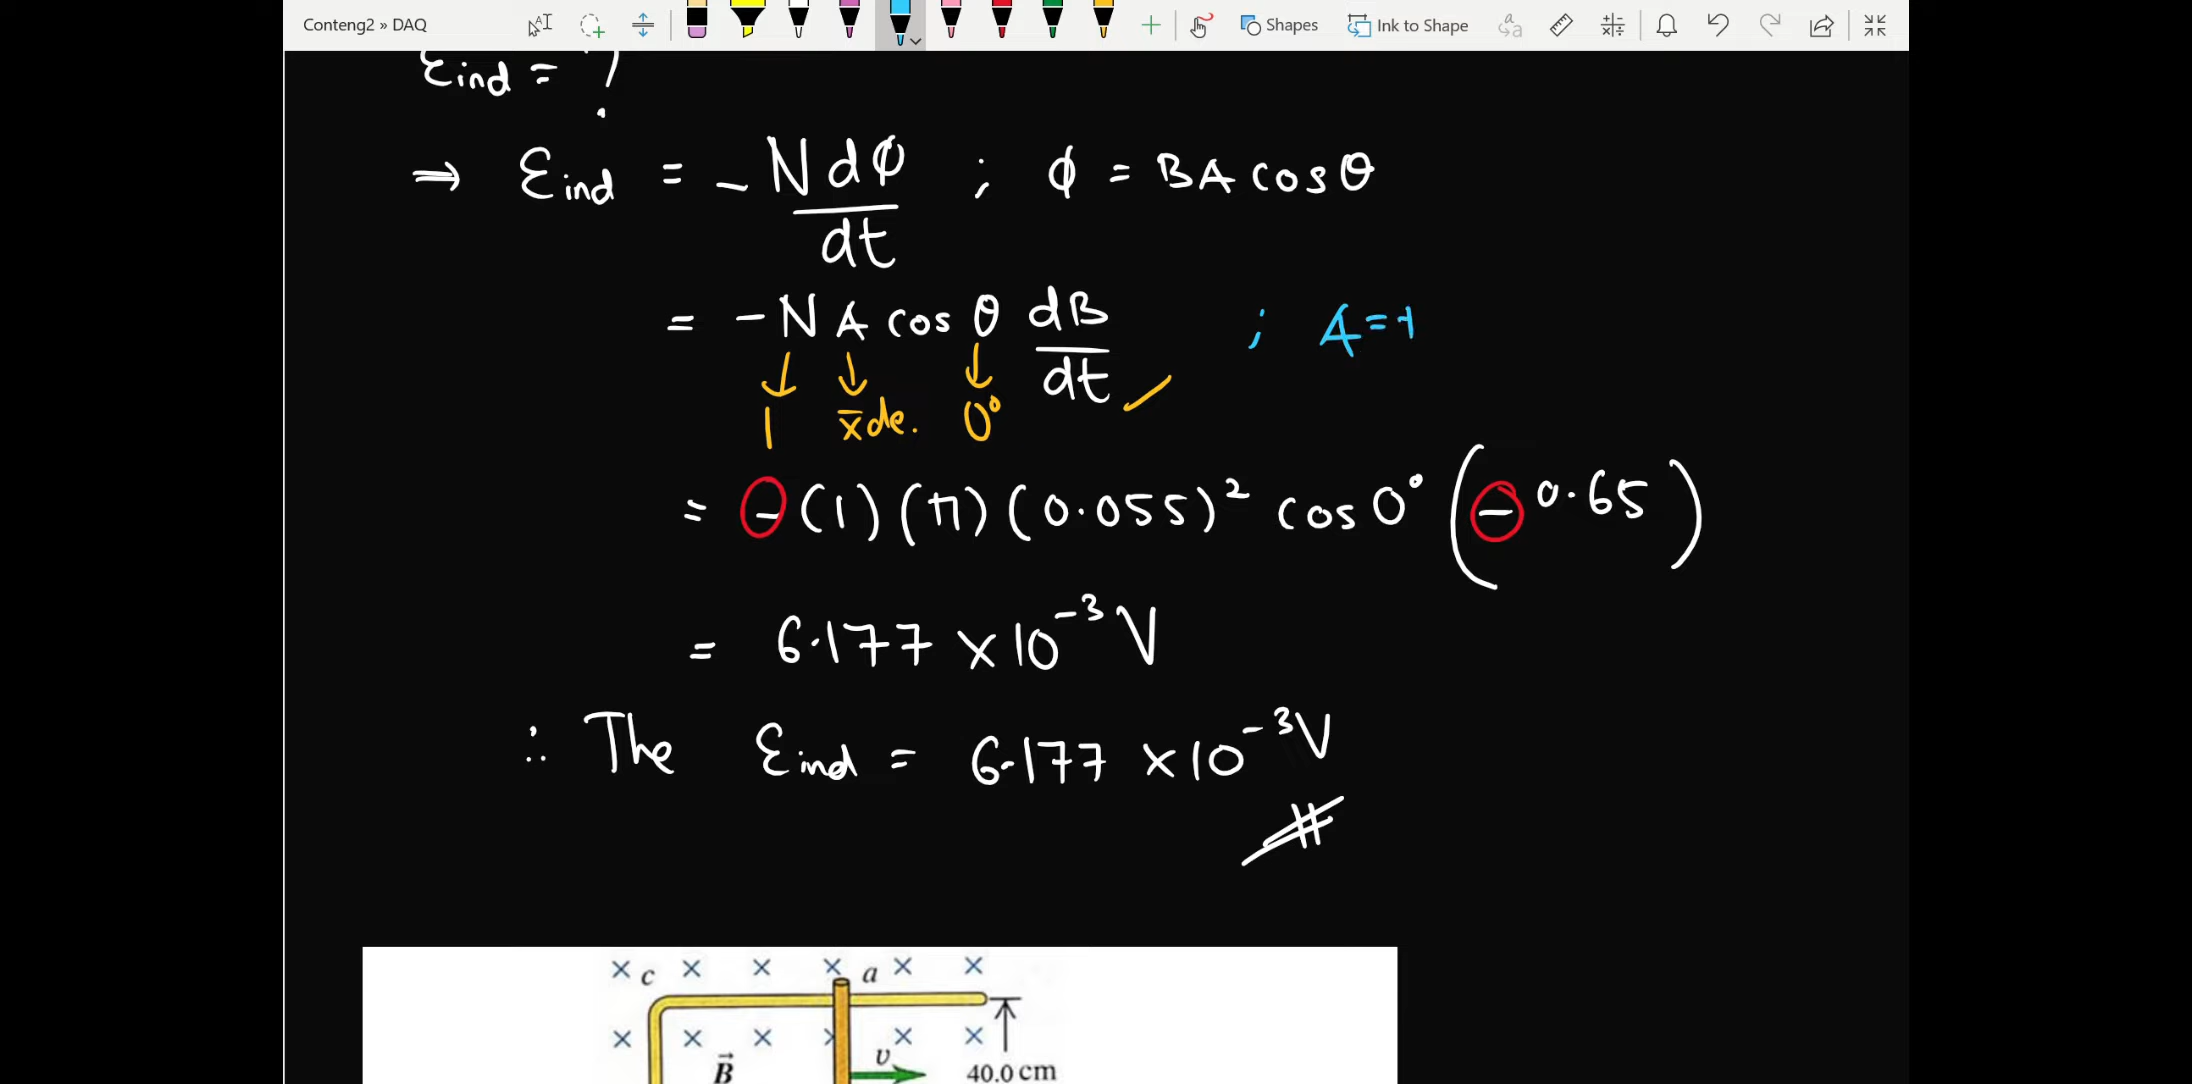 Conteng2 » DAQ
Shapes
Ink to Shape
Ɛind = ?
⇒ Ɛind = - N dϕ/dt ; ϕ = BA cos θ
= - N A cos θ dB/dt ; A =
1 x̄de. 0° ✓
= - (1) (π) (0.055)² cos 0° (- 0.65)
= 6.177 × 10⁻³ V
∴ The Ɛind = 6.177 × 10⁻³ V
#
× c × × × a × ×
× × × × × ×
B⃗
v
40.0 cm